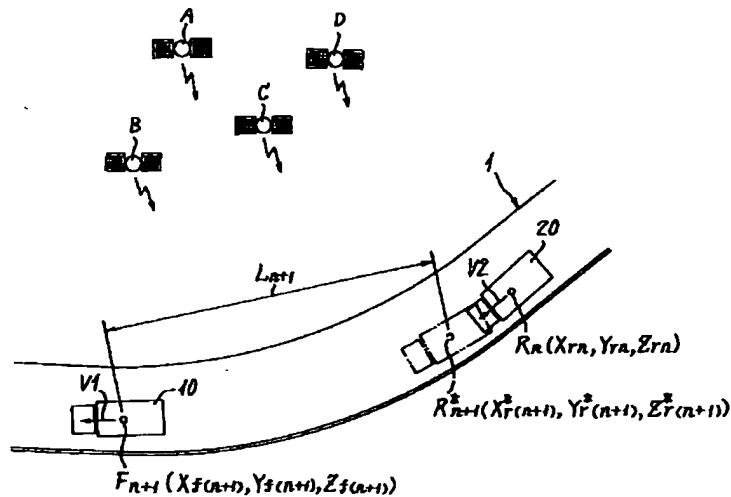 A
D
C
B
1
20
V2
Ln+1
Rn(Xrn, Yrn, Zrn)
10
V1
R*n+1(X*r(n+1), Y*r(n+1), Z*r(n+1))
Fn+1(Xf(n+1), Yf(n+1), Zf(n+1))